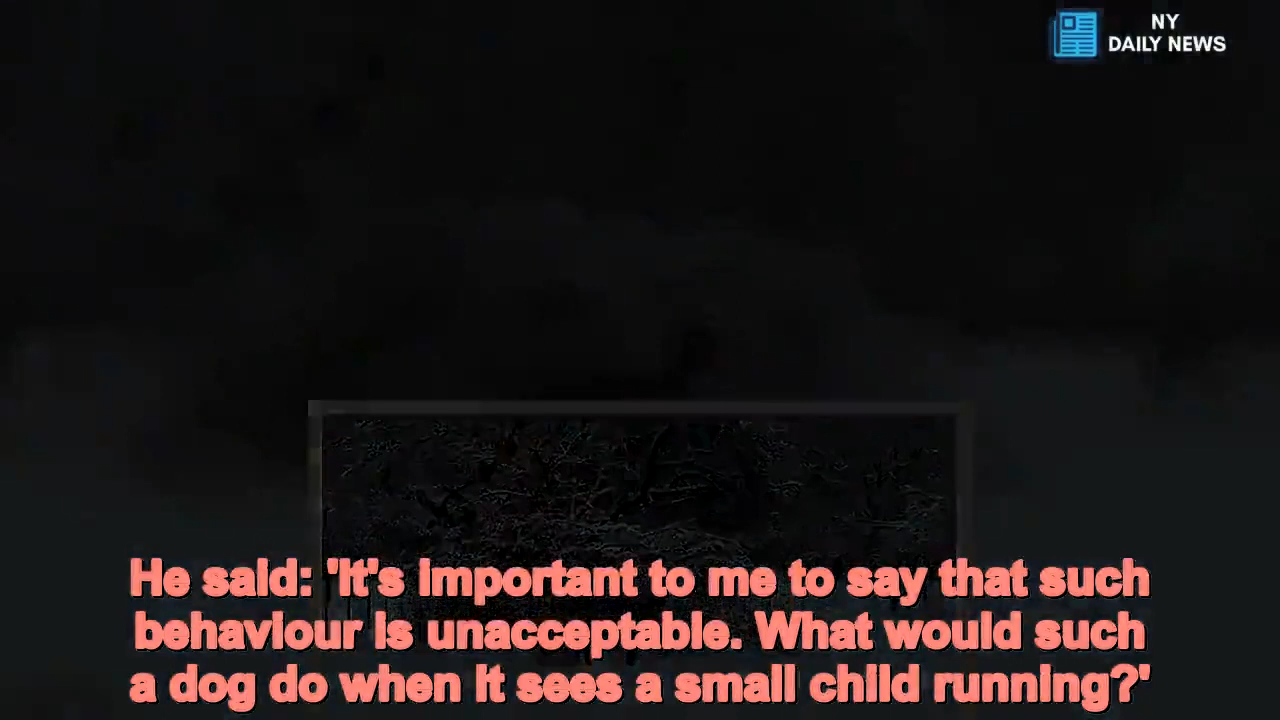 NY
DAILY NEWS
He said: 'It's important to me to say that such
behaviour is unacceptable. What would such
a dog do when it sees a small child running?'